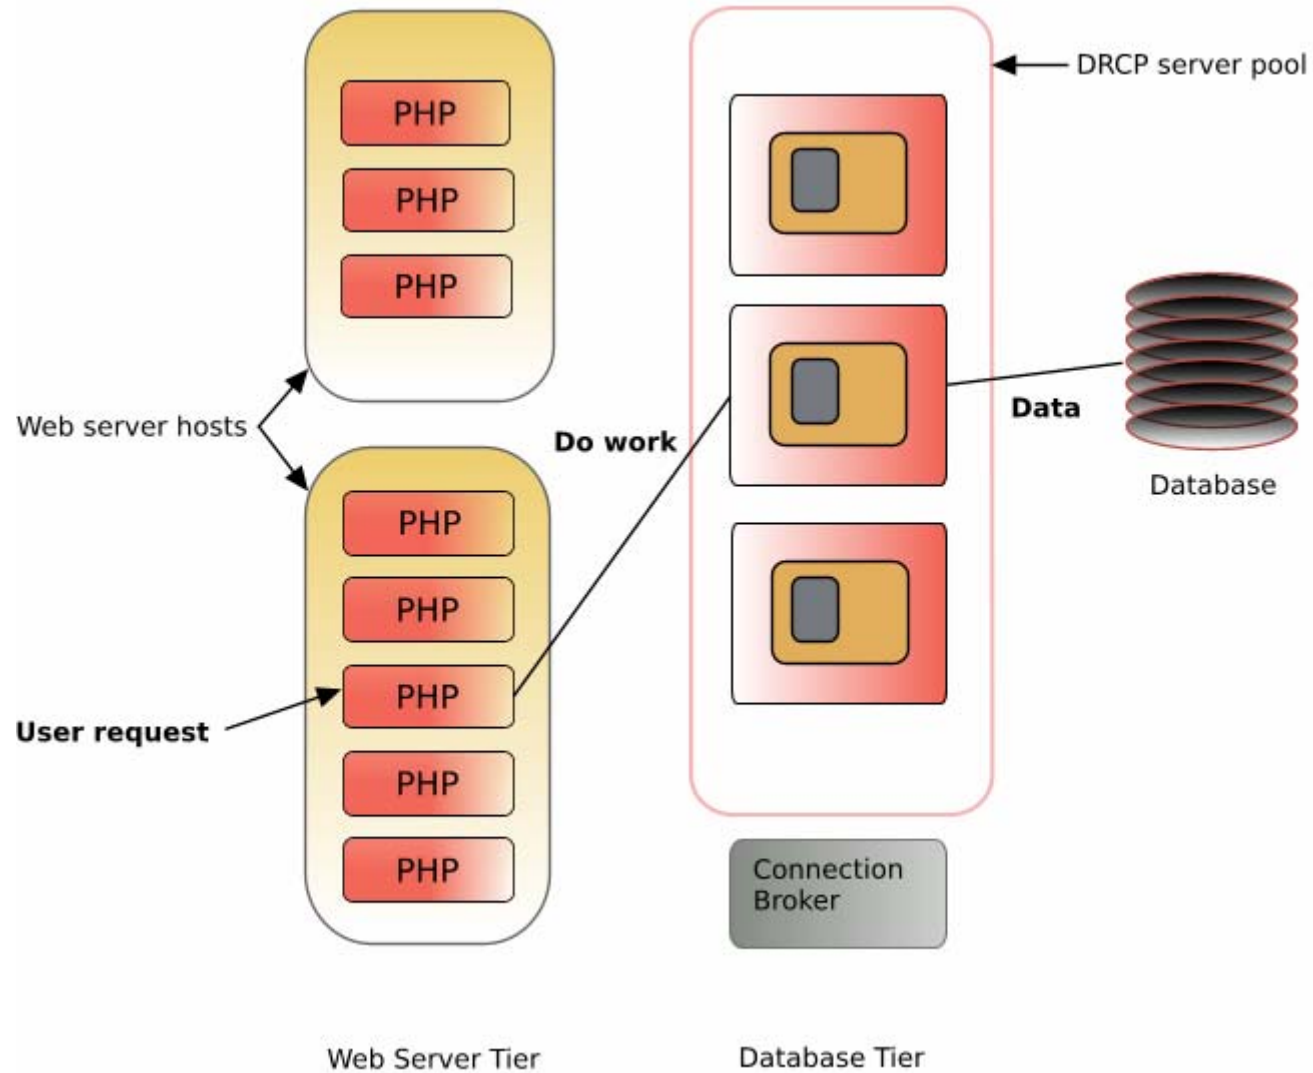 DRCP server pool
PHP
PHP
PHP
Web server hosts
Do work
Data
Database
PHP
PHP
PHP
User request
PHP
PHP
Connection
Broker
Web Server Tier
Database Tier